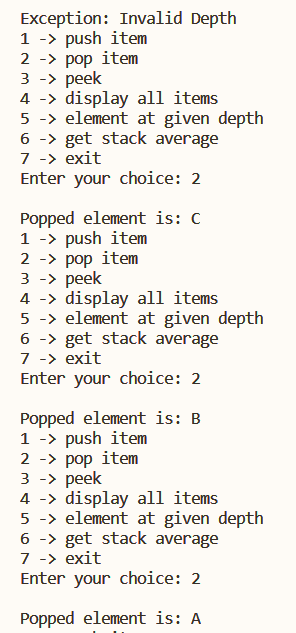 Exception: Invalid Depth
1 -> push item
2 -> pop item
3 -> peek
4 -> display all items
5 -> element at given depth
6 -> get stack average
7 -> exit
Enter your choice: 2
Popped element is: C
1 -> push item
2 -> pop item
3 -> peek
4 -> display all items
5 -> element at given depth
6 -> get stack average
7 -> exit
Enter your choice: 2
Popped element is: B
1 -> push item
2 -> pop item
3 -> peek
4 -> display all items
5 -> element at given depth
6 -> get stack average
7 -> exit
Enter your choice: 2
Popped element is: A